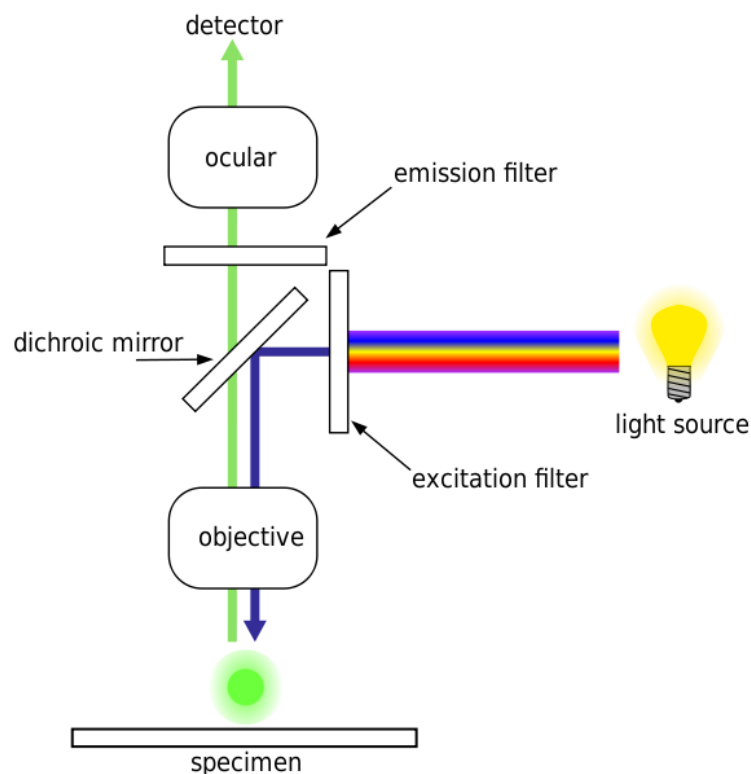 detector
ocular
emission filter
dichroic mirror
light source
excitation filter
objective
specimen